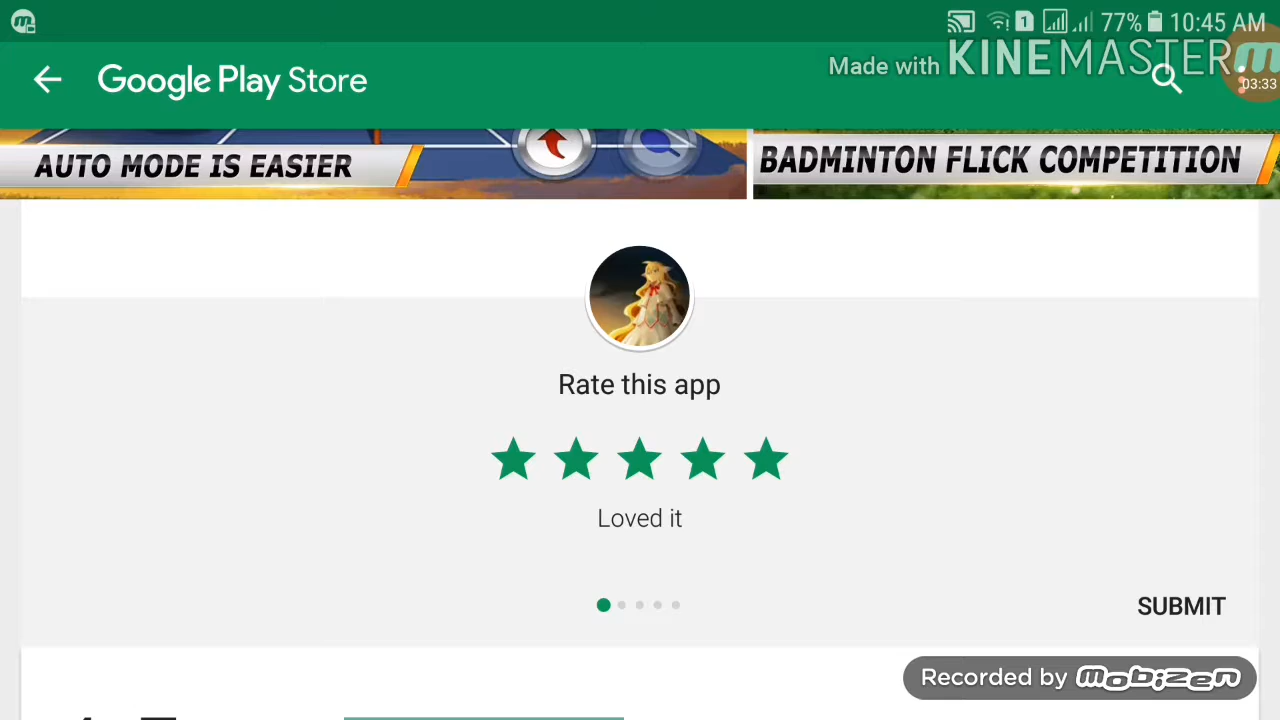 77% 10:45 AM
Made with KINEMASTER
Google Play Store
03:33
AUTO MODE IS EASIER
BADMINTON FLICK COMPETITION
Rate this app
Loved it
SUBMIT
Recorded by mobizen